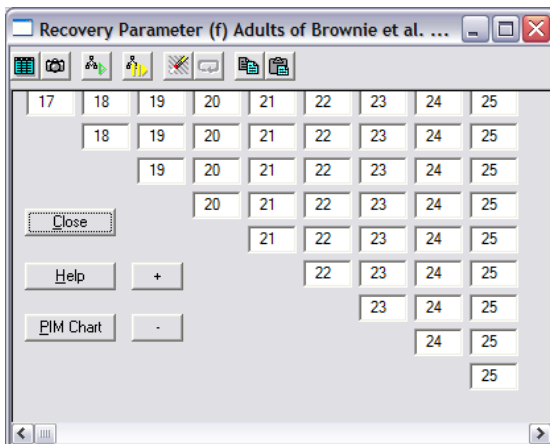 Recovery Parameter (f) Adults of Brownie et al. ...
17 18 19 20 21 22 23 24 25
18 19 20 21 22 23 24 25
19 20 21 22 23 24 25
20 21 22 23 24 25
Close
21 22 23 24 25
Help + 22 23 24 25
23 24 25
PIM Chart -
24 25
25